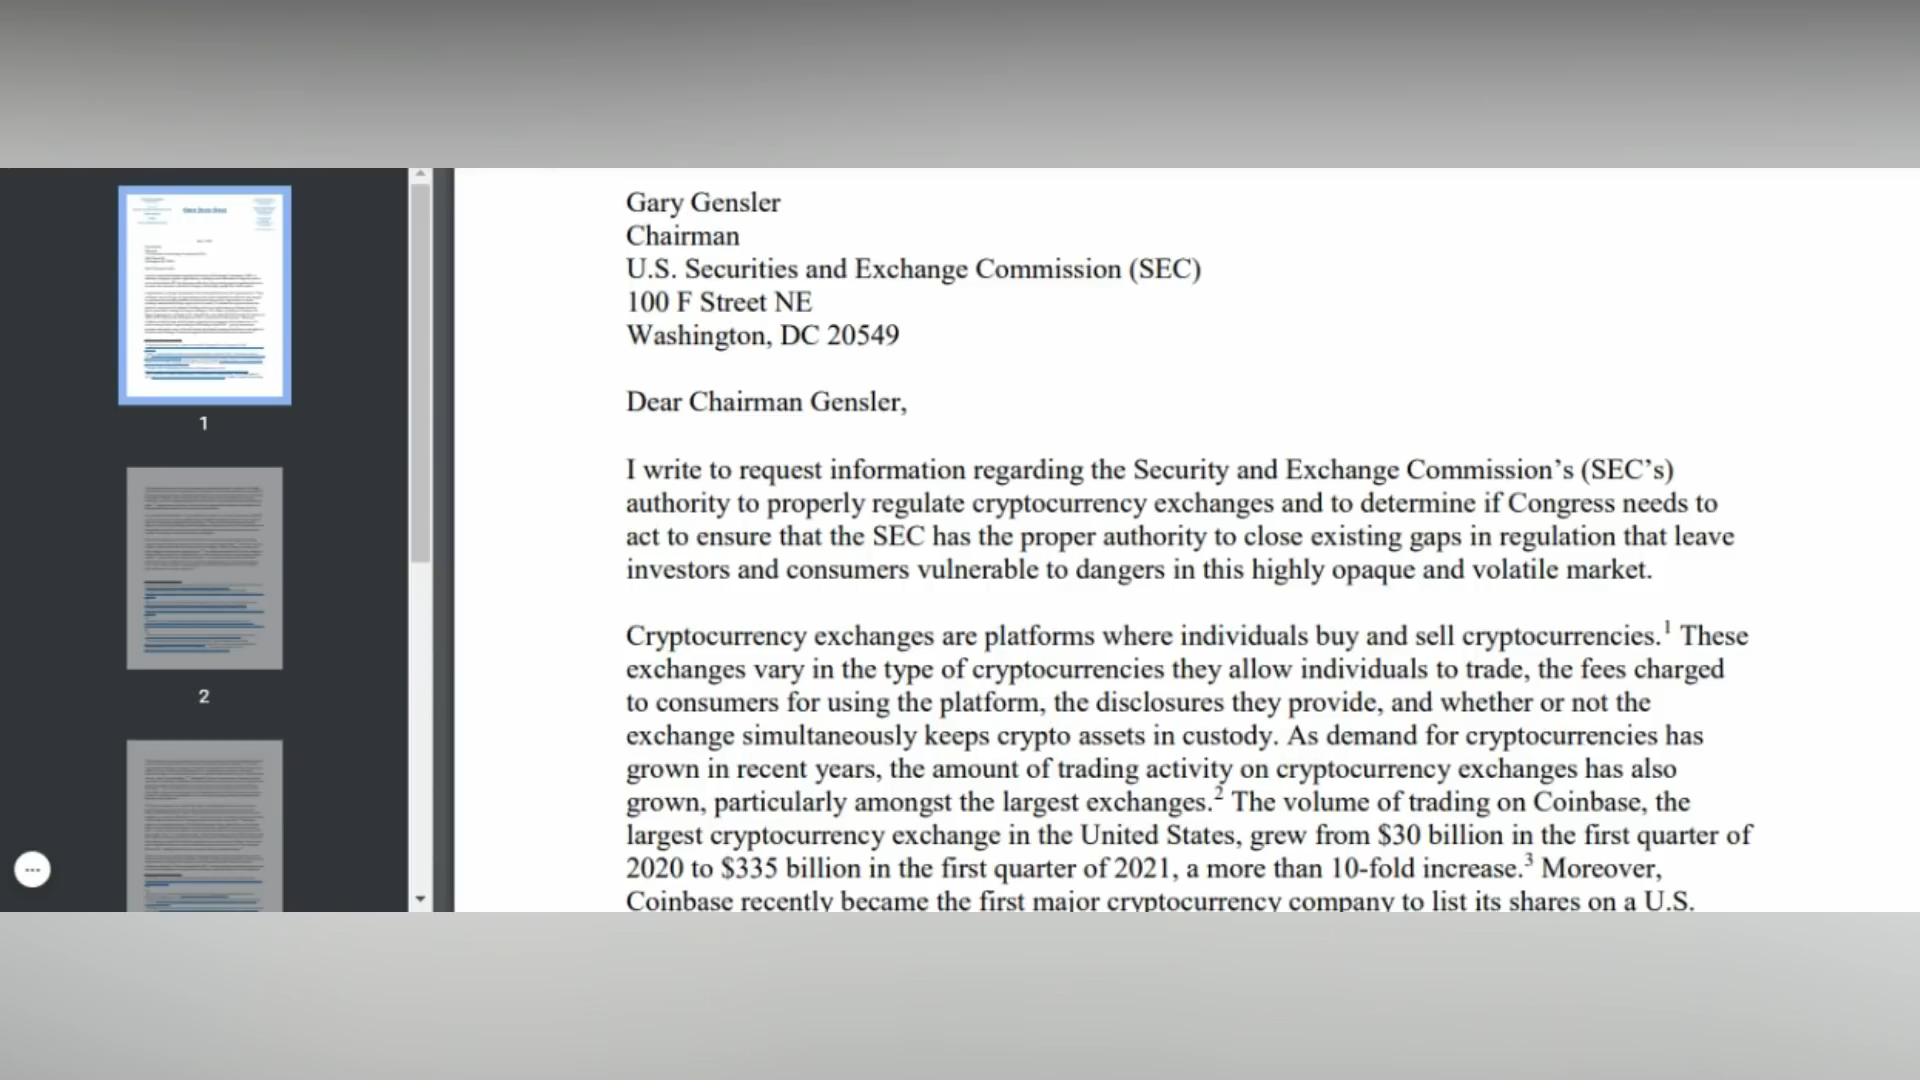 Gary Gensler
Chairman
U.S. Securities and Exchange Commission (SEC)
100 F Street NE
Washington, DC 20549
Dear Chairman Gensler,
I write to request information regarding the Security and Exchange Commission’s (SEC’s)
authority to properly regulate cryptocurrency exchanges and to determine if Congress needs to
act to ensure that the SEC has the proper authority to close existing gaps in regulation that leave
investors and consumers vulnerable to dangers in this highly opaque and volatile market.
Cryptocurrency exchanges are platforms where individuals buy and sell cryptocurrencies.1 These
exchanges vary in the type of cryptocurrencies they allow individuals to trade, the fees charged
to consumers for using the platform, the disclosures they provide, and whether or not the
exchange simultaneously keeps crypto assets in custody. As demand for cryptocurrencies has
grown in recent years, the amount of trading activity on cryptocurrency exchanges has also
grown, particularly amongst the largest exchanges.2 The volume of trading on Coinbase, the
largest cryptocurrency exchange in the United States, grew from $30 billion in the first quarter of
2020 to $335 billion in the first quarter of 2021, a more than 10-fold increase.3 Moreover,
Coinbase recently became the first major cryptocurrency company to list its shares on a U.S.
1
2